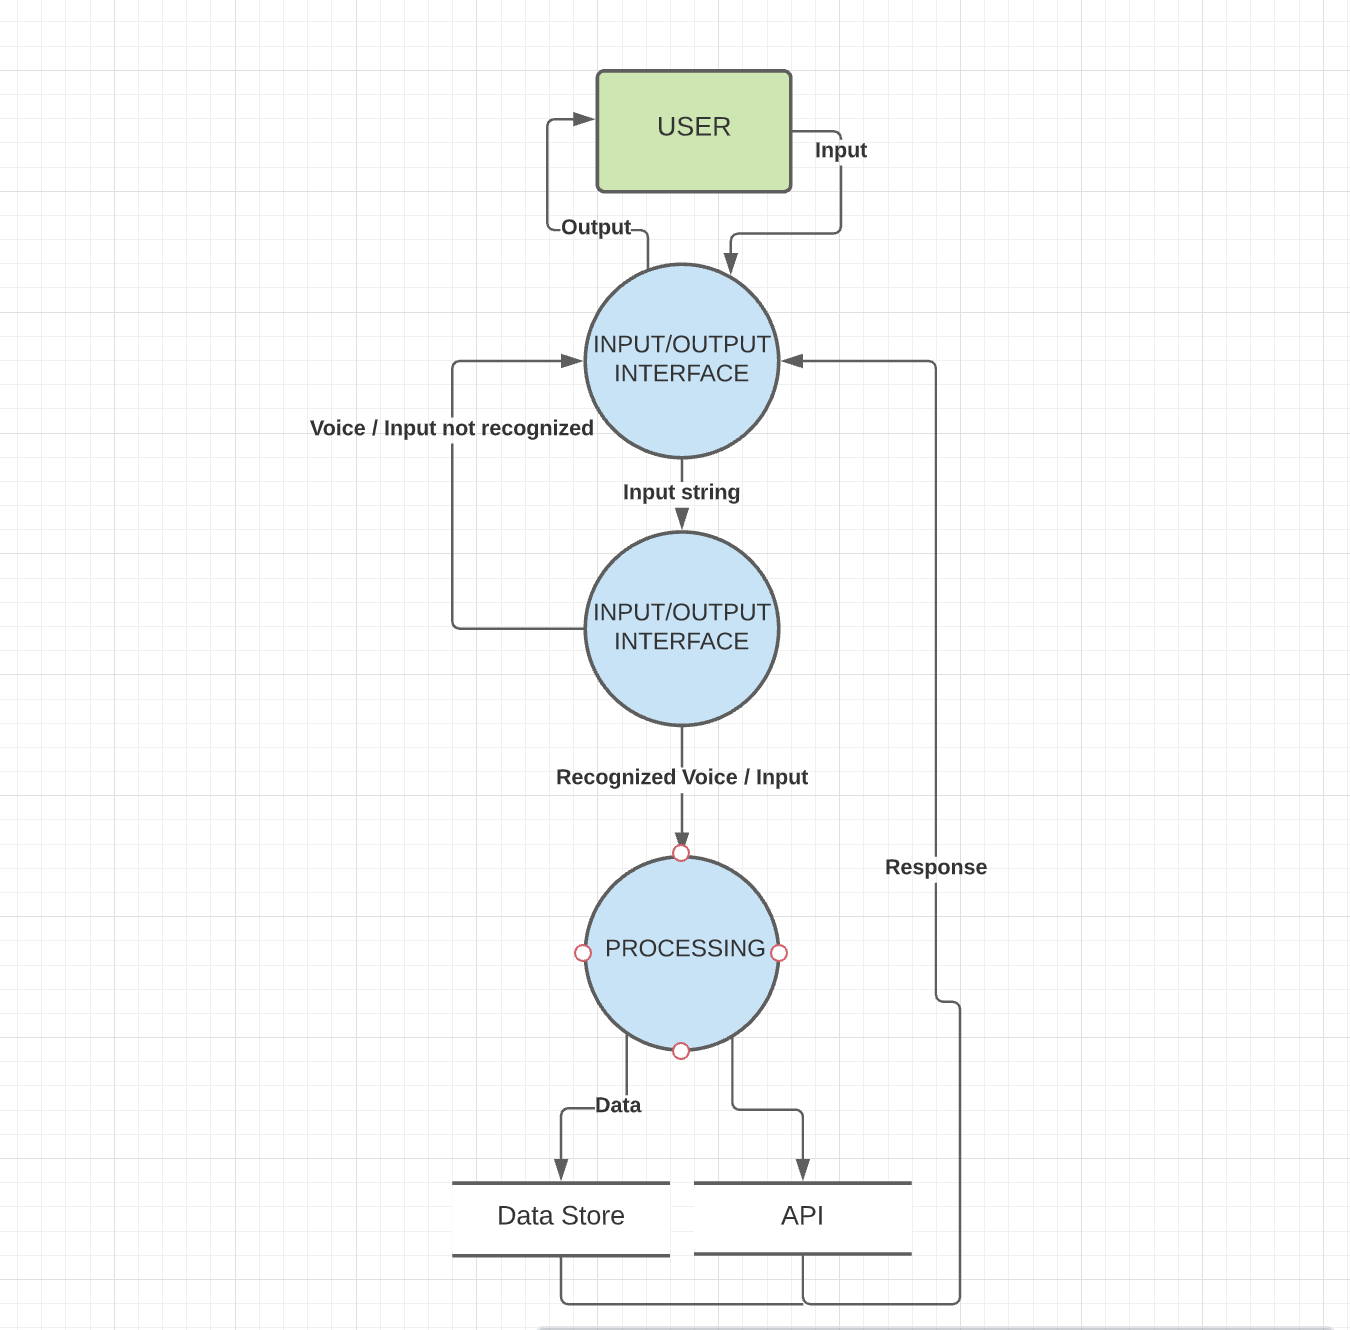 USER
Input
Output
INPUT/OUTPUT
INTERFACE
Voice / Input not recognized
Input string
INPUT/OUTPUT
INTERFACE
Recognized Voice / Input
Response
PROCESSING
Data
Data Store
API